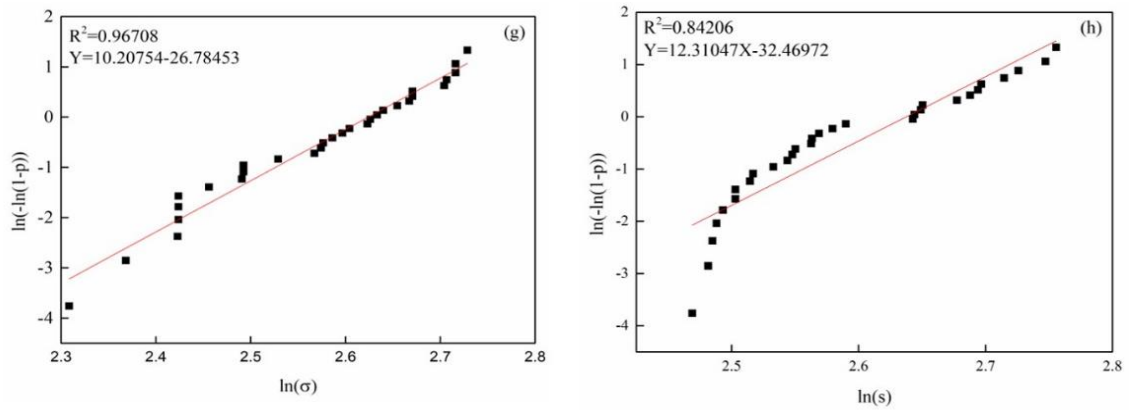 R²=0.96708
Y=10.20754-26.78453
(g)
2
1
0
-1
-2
-3
-4
ln(-ln(1-p))
2.3
2.4
2.5
2.6
2.7
2.8
ln(σ)
R²=0.84206
Y=12.31047X-32.46972
(h)
2
1
0
-1
-2
-3
-4
ln(-ln(1-p))
2.5
2.6
2.7
2.8
ln(s)